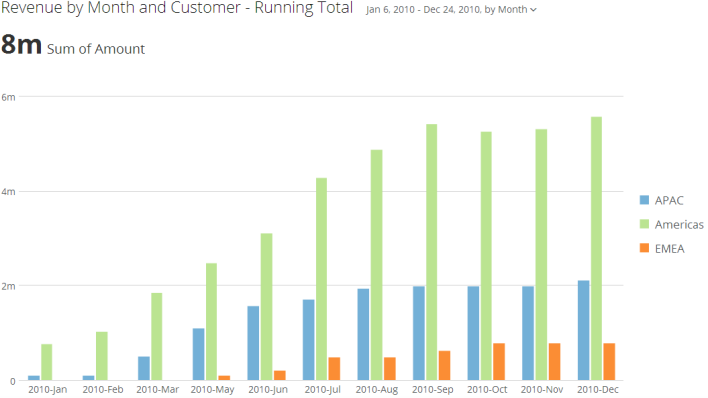 Revenue by Month and Customer - Running Total Jan 6, 2010 - Dec 24, 2010, by Month
8m Sum of Amount
6m
4m
2m
0
2010-Jan 2010-Feb 2010-Mar 2010-May 2010-Jun 2010-Jul 2010-Aug 2010-Sep 2010-Oct 2010-Nov 2010-Dec
APAC
Americas
EMEA